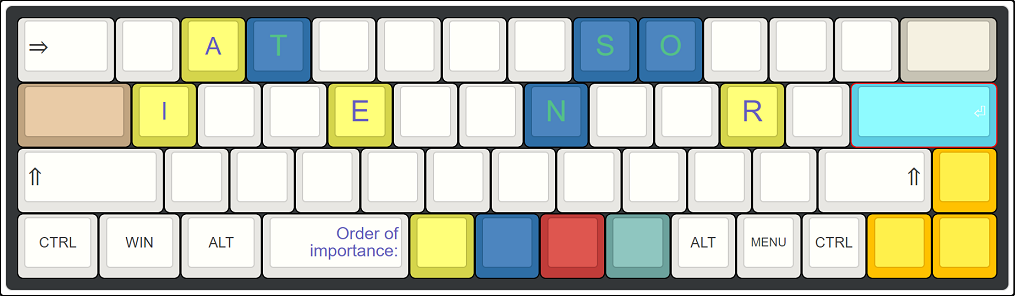 ⇒ A T S O
I E N R ⏎
⇑ ⇑
CTRL WIN ALT Order of
importance: ALT MENU CTRL